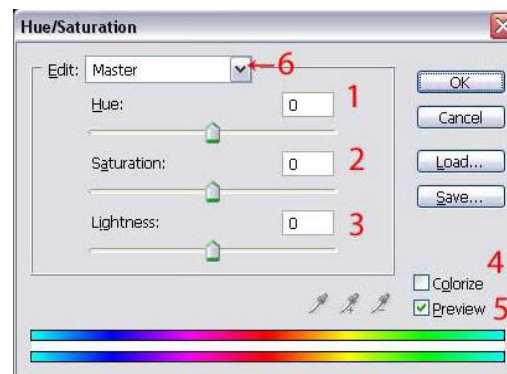 Hue/Saturation
Edit: Master
6
Hue: 0 1
Saturation: 0 2
Lightness: 0 3
OK
Cancel
Load...
Save...
4
Colorize
Preview 5